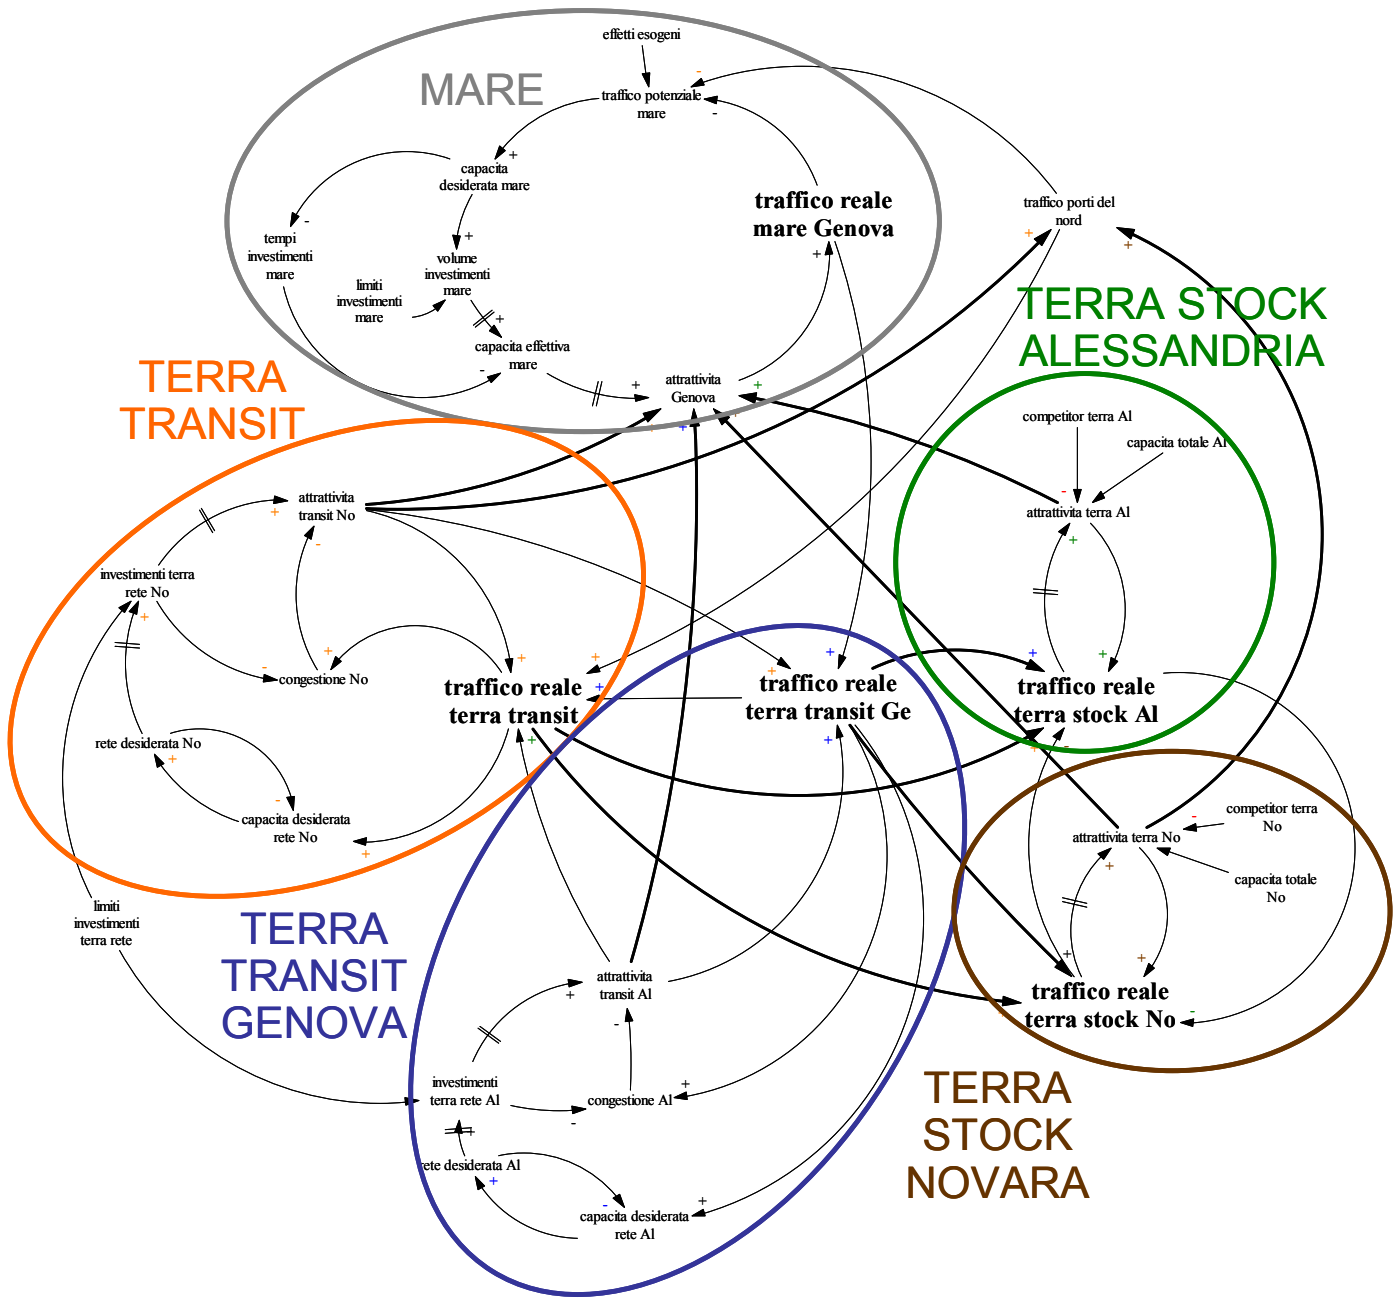 effetti esogeni
MARE
traffico potenziale
mare
capacita
desiderata mare
traffico reale
mare Genova
traffico porti del
nord
tempi
investimenti
mare
volume
investimenti
mare
limiti
investimenti
mare
capacita effettiva
mare
attrattivita
Genova
TERRA STOCK
ALESSANDRIA
TERRA
TRANSIT
competitor terra Al
capacita totale Al
attrattivita terra Al
attrattivita
transit No
investimenti terra
rete No
congestione No
traffico reale
terra transit
traffico reale
terra transit Ge
traffico reale
terra stock Al
rete desiderata No
capacita desiderata
rete No
competitor terra
No
attrattivita terra No
capacita totale
No
limiti
investimenti
terra rete
TERRA
TRANSIT
GENOVA
attrattivita
transit Al
traffico reale
terra stock No
investimenti
terra rete Al
congestione Al
TERRA
STOCK
NOVARA
rete desiderata Al
capacita desiderata
rete Al